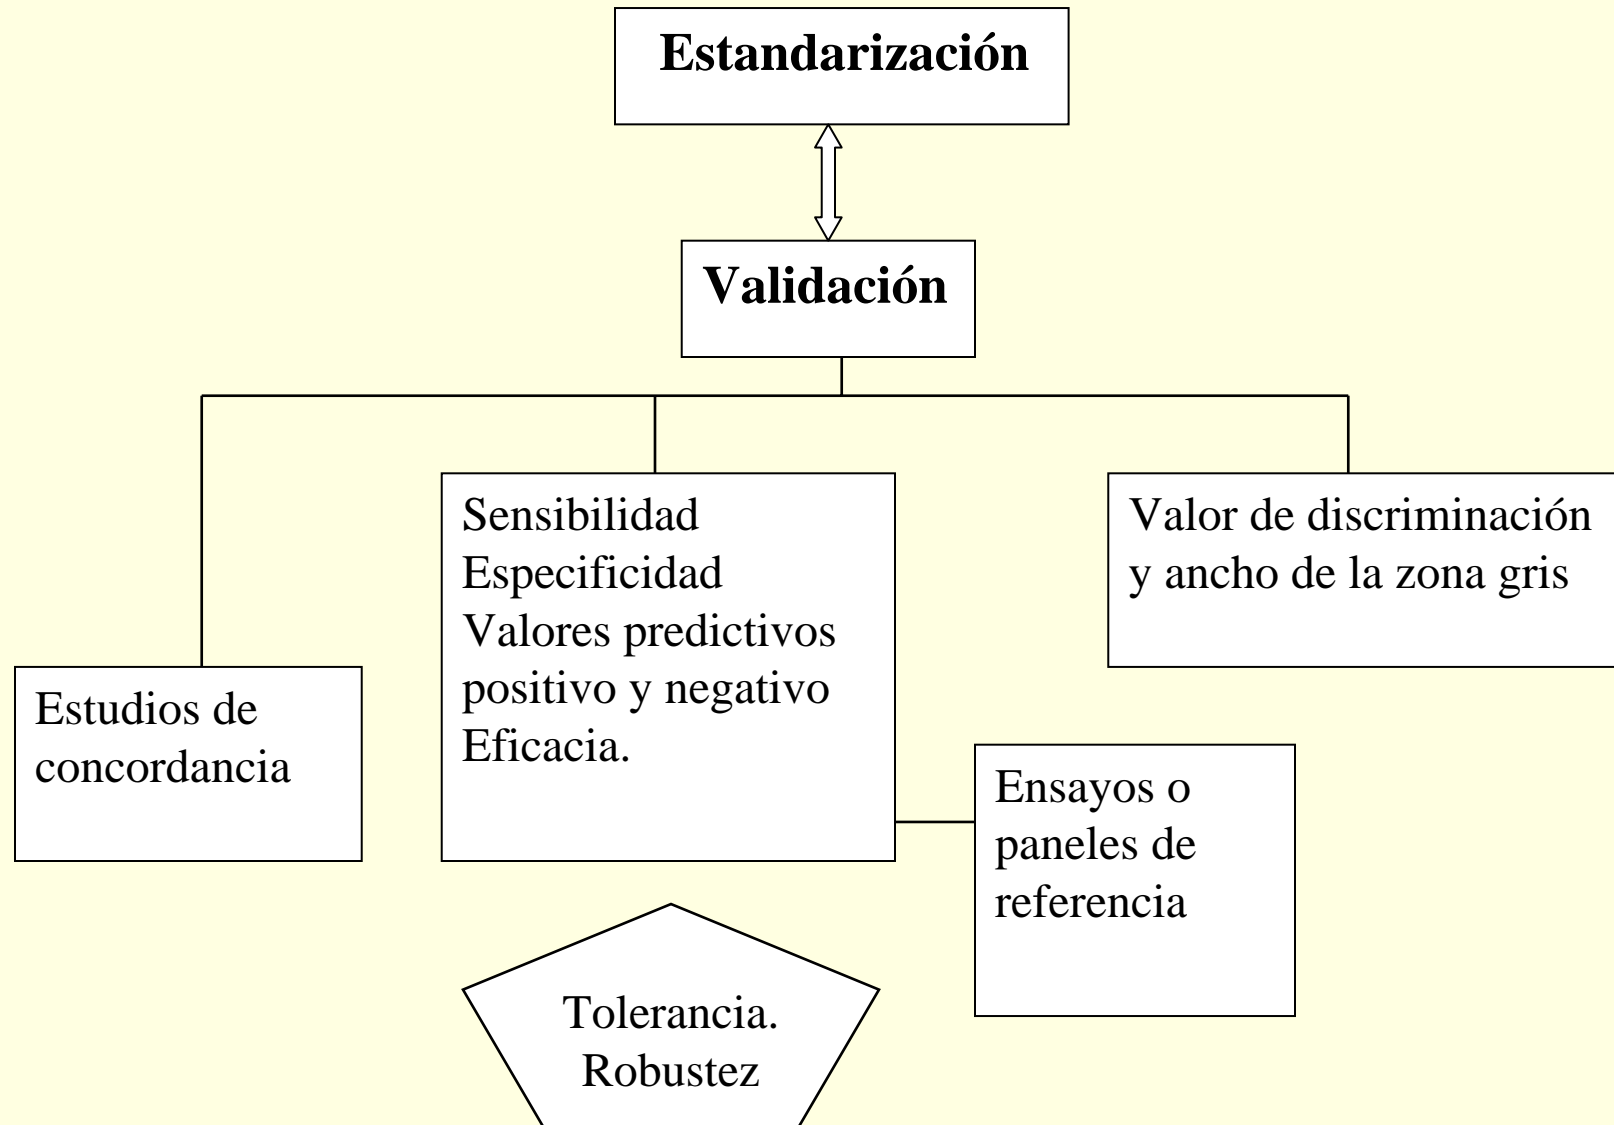 Estandarización
Validación
Sensibilidad
Especificidad
Valores predictivos
positivo y negativo
Eficacia.
Valor de discriminación
y ancho de la zona gris
Estudios de
concordancia
Ensayos o
paneles de
referencia
Tolerancia.
Robustez